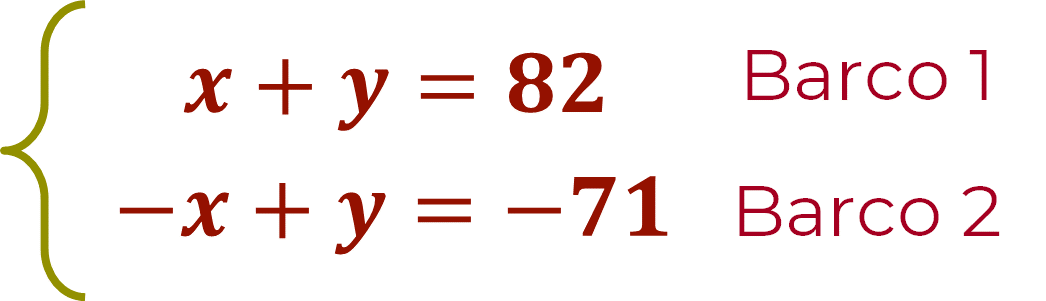 x + y = 82 Barco 1
−x + y = −71 Barco 2